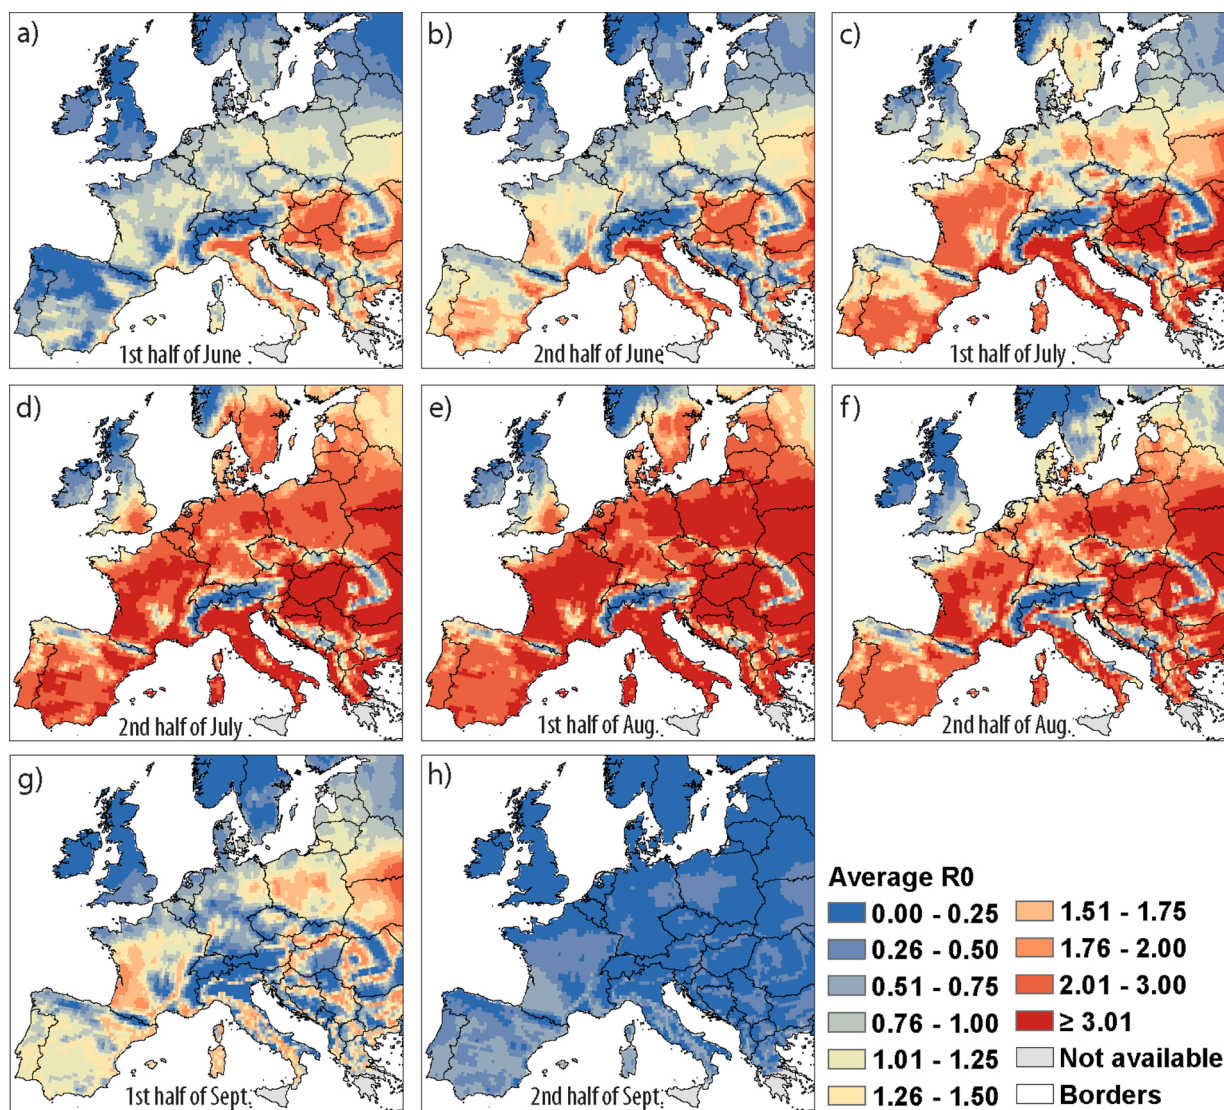 a)
1st half of June
b)
2nd half of June
c)
1st half of July
d)
2nd half of July
e)
1st half of Aug.
f)
2nd half of Aug.
g)
1st half of Sept.
h)
2nd half of Sept.
Average R0
0.00 - 0.25
0.26 - 0.50
0.51 - 0.75
0.76 - 1.00
1.01 - 1.25
1.26 - 1.50
1.51 - 1.75
1.76 - 2.00
2.01 - 3.00
≥ 3.01
Not available
Borders